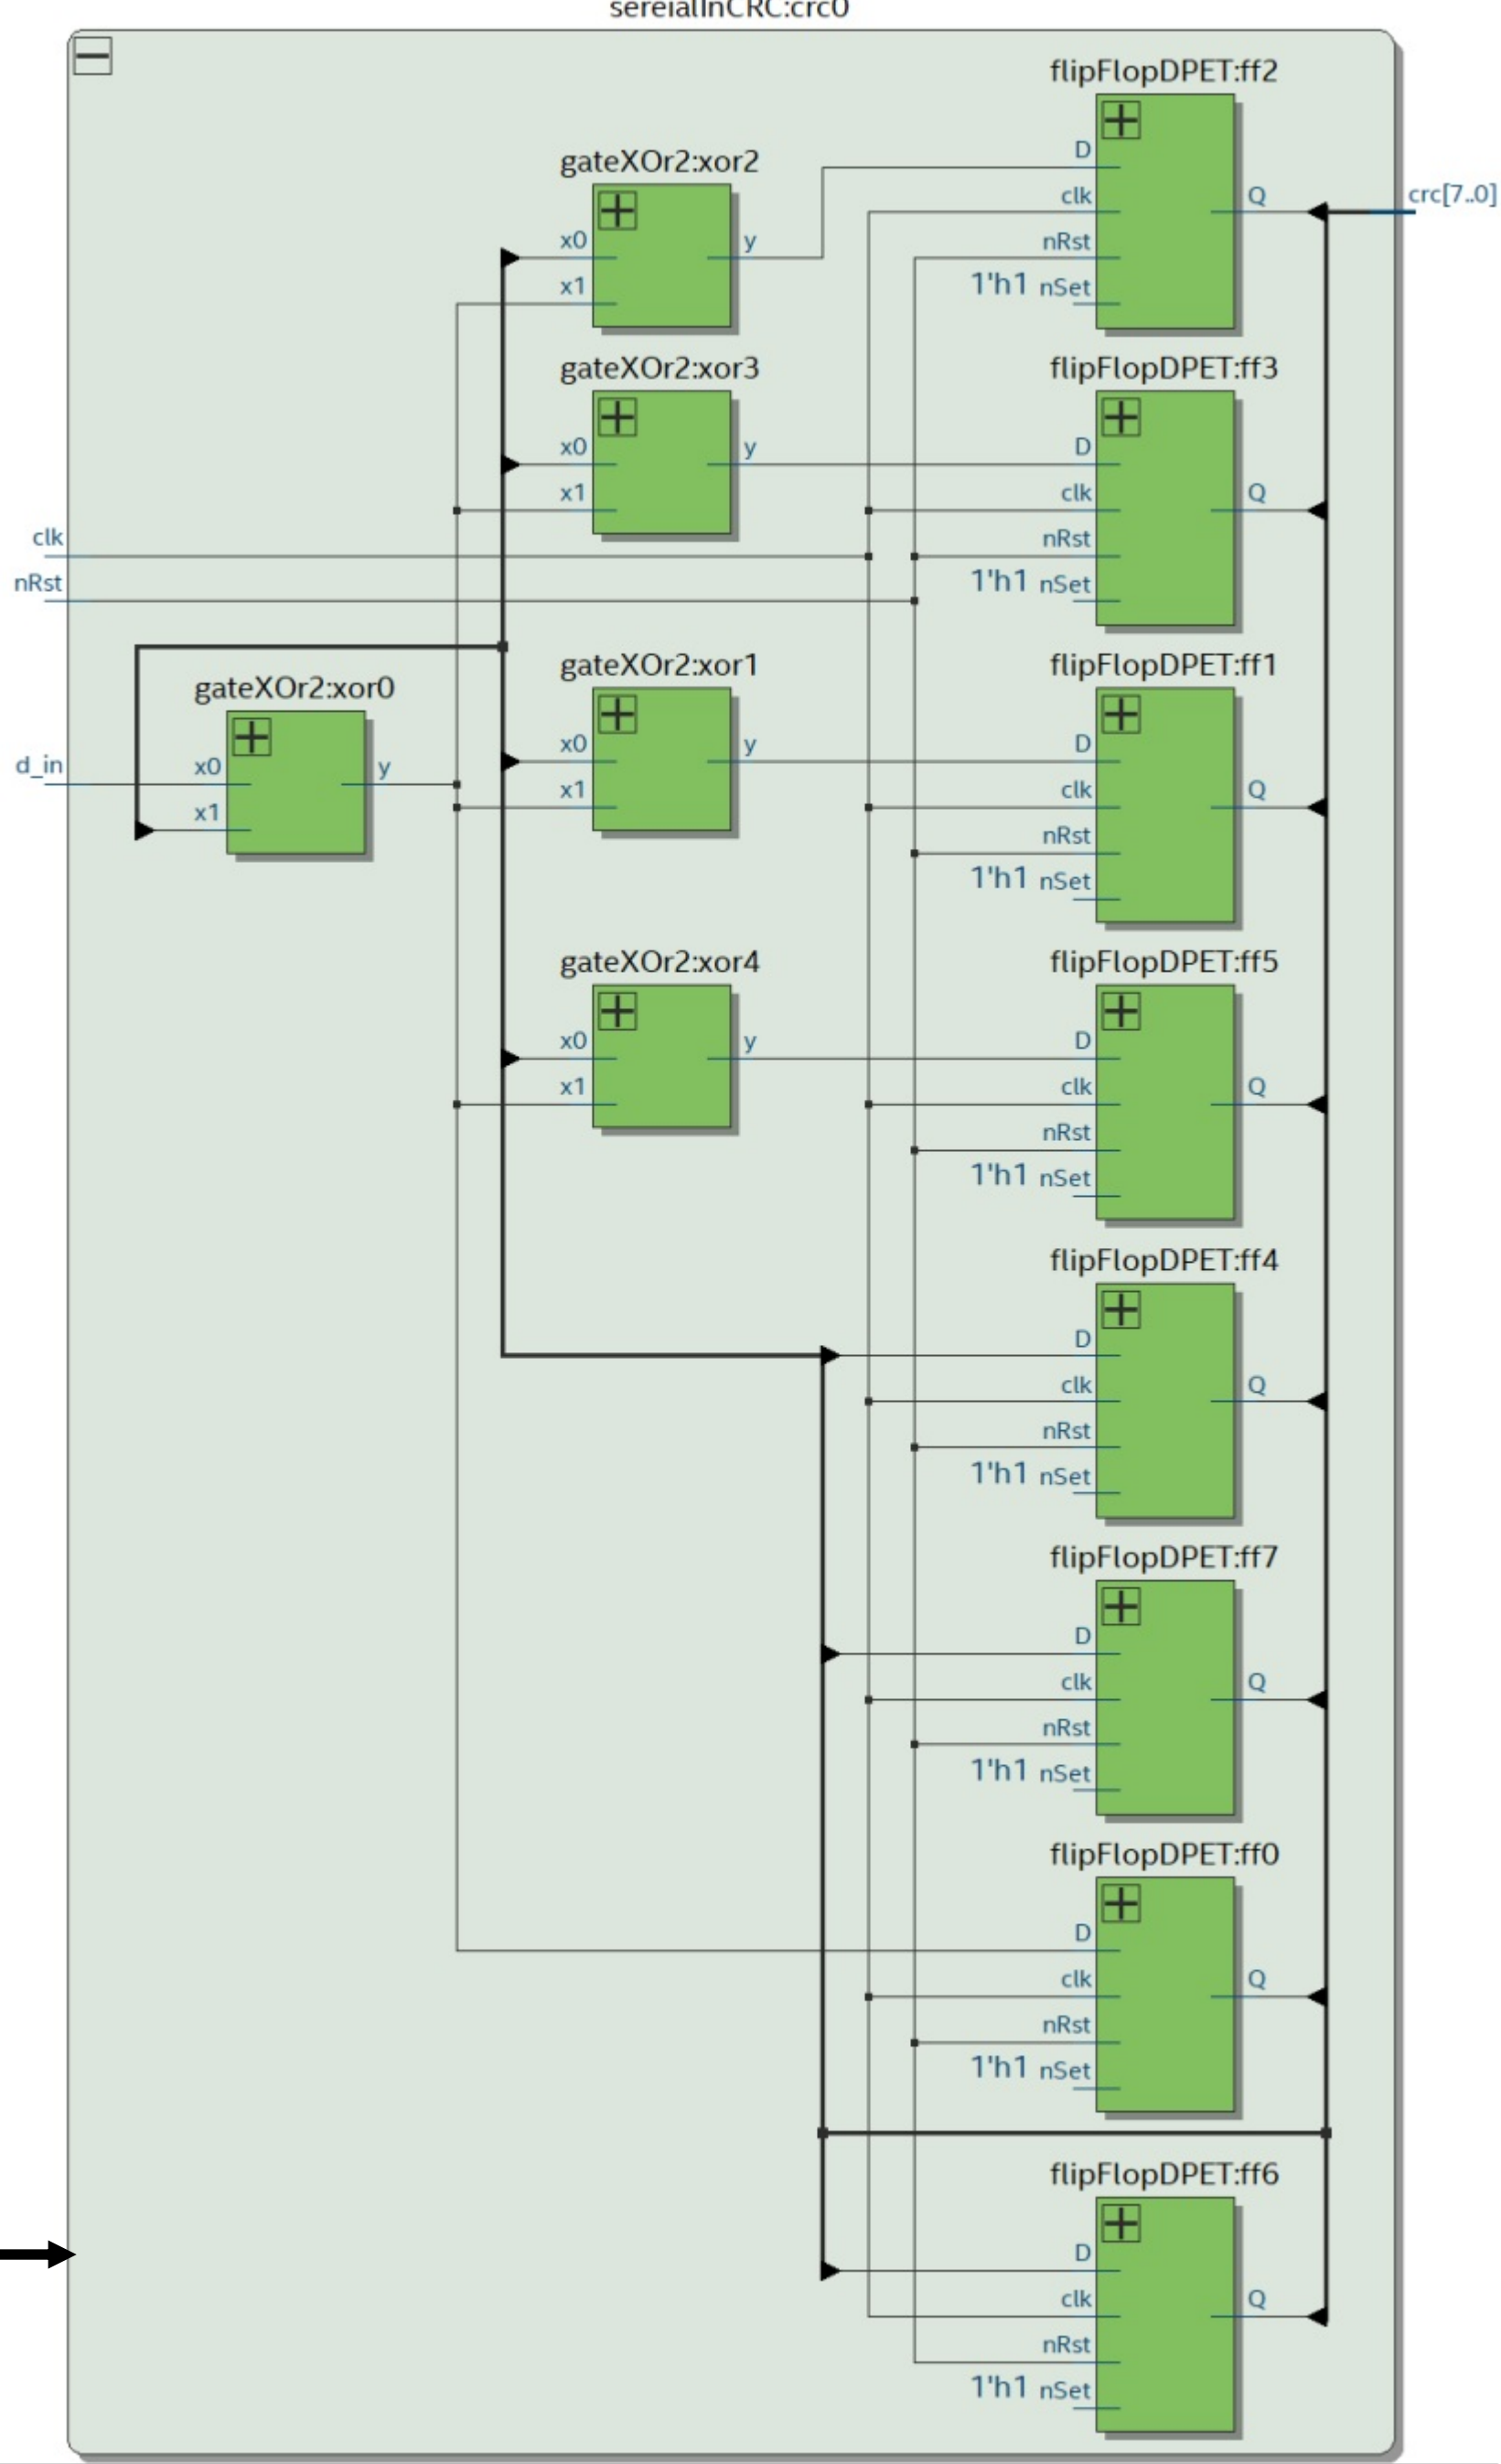 sereialInCRC:crc0
flipFlopDPET:ff2
D
clk
nRst
1'h1 nSet
Q
crc[7..0]
gateXOr2:xor2
x0
x1
y
gateXOr2:xor3
x0
x1
y
flipFlopDPET:ff3
D
clk
nRst
1'h1 nSet
Q
clk
nRst
gateXOr2:xor0
d_in
x0
x1
y
gateXOr2:xor1
x0
x1
y
flipFlopDPET:ff1
D
clk
nRst
1'h1 nSet
Q
gateXOr2:xor4
x0
x1
y
flipFlopDPET:ff5
D
clk
nRst
1'h1 nSet
Q
flipFlopDPET:ff4
D
clk
nRst
1'h1 nSet
Q
flipFlopDPET:ff7
D
clk
nRst
1'h1 nSet
Q
flipFlopDPET:ff0
D
clk
nRst
1'h1 nSet
Q
flipFlopDPET:ff6
D
clk
nRst
1'h1 nSet
Q